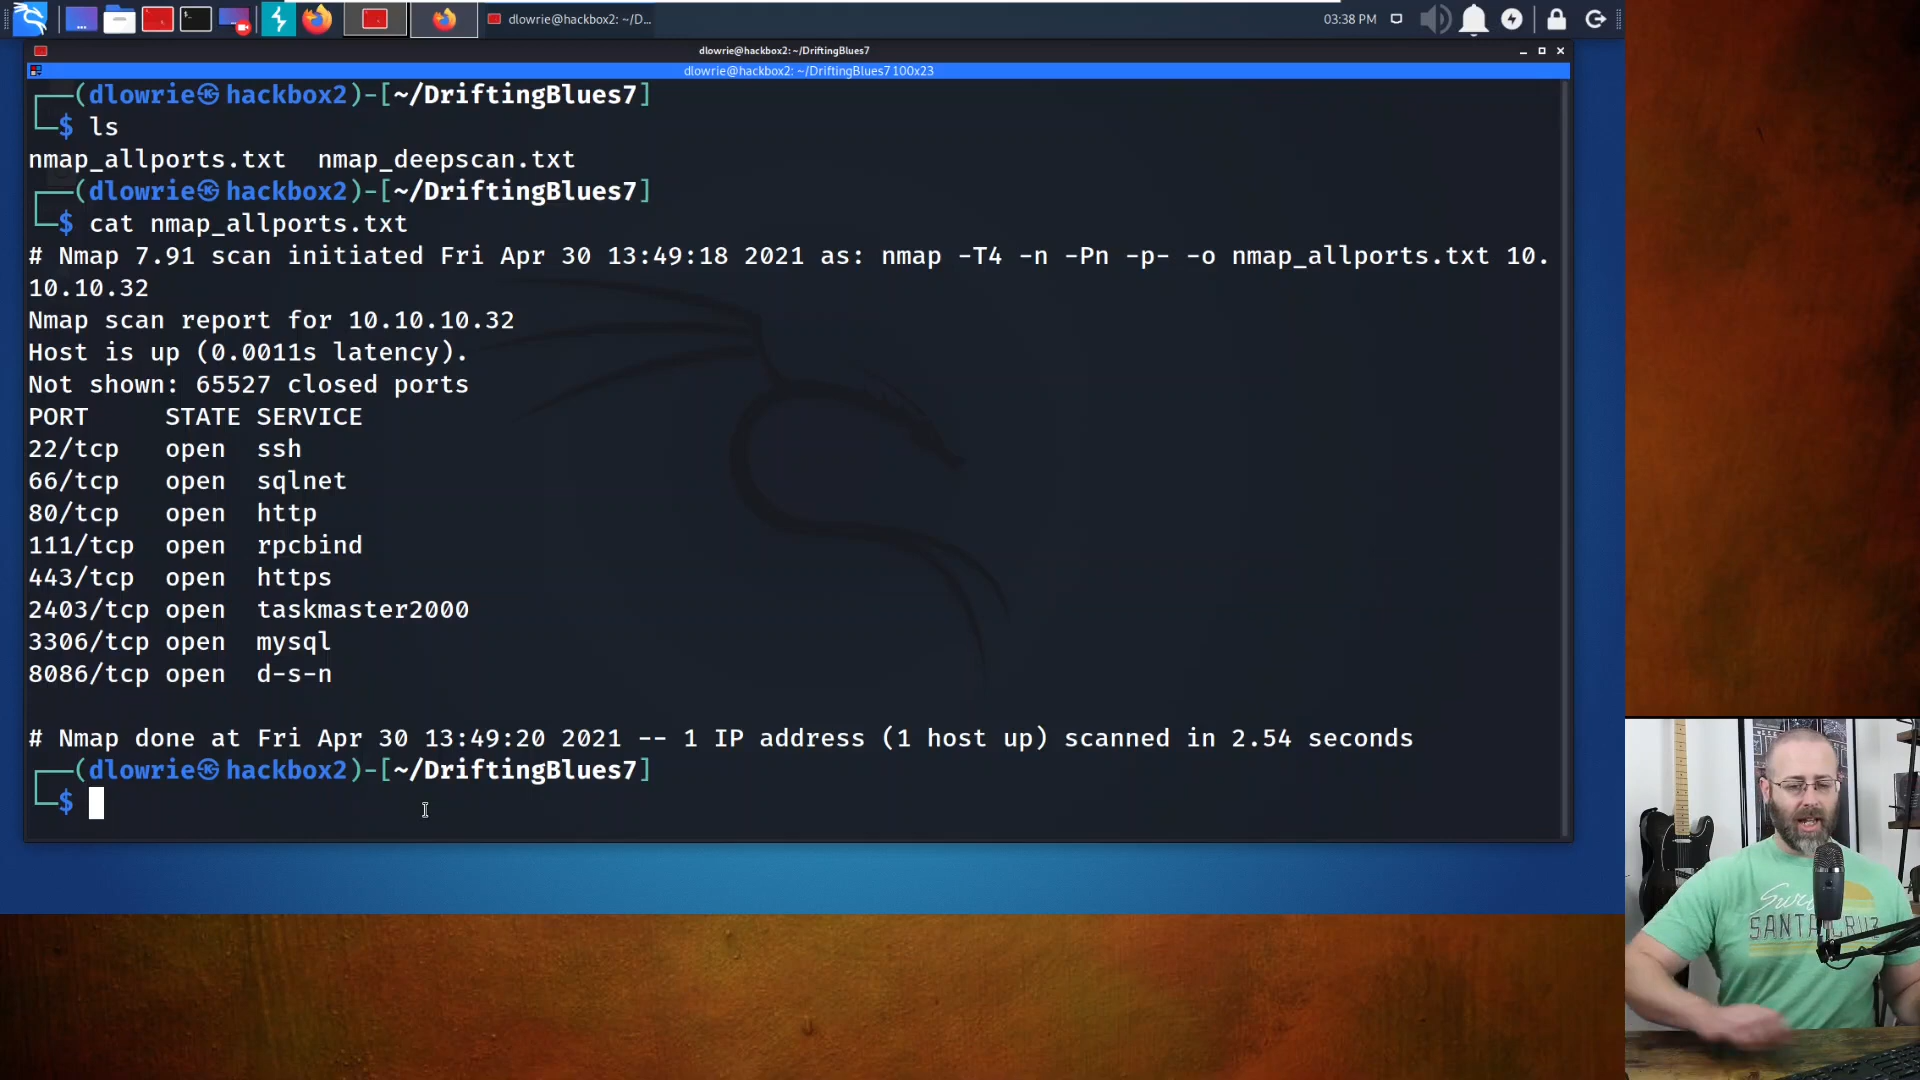 dlowrie@hackbox2: ~/D...
03:38 PM
dlowrie@hackbox2: ~/DriftingBlues7
dlowrie@hackbox2: ~/DriftingBlues7 100x23
┌──(dlowrie㉿hackbox2)-[~/DriftingBlues7]
└─$ ls
nmap_allports.txt  nmap_deepscan.txt
┌──(dlowrie㉿hackbox2)-[~/DriftingBlues7]
└─$ cat nmap_allports.txt
# Nmap 7.91 scan initiated Fri Apr 30 13:49:18 2021 as: nmap -T4 -n -Pn -p- -o nmap_allports.txt 10.
10.10.32
Nmap scan report for 10.10.10.32
Host is up (0.0011s latency).
Not shown: 65527 closed ports
PORT     STATE SERVICE
22/tcp   open  ssh
66/tcp   open  sqlnet
80/tcp   open  http
111/tcp  open  rpcbind
443/tcp  open  https
2403/tcp open  taskmaster2000
3306/tcp open  mysql
8086/tcp open  d-s-n
# Nmap done at Fri Apr 30 13:49:20 2021 -- 1 IP address (1 host up) scanned in 2.54 seconds
┌──(dlowrie㉿hackbox2)-[~/DriftingBlues7]
└─$
SANTA CRUZ